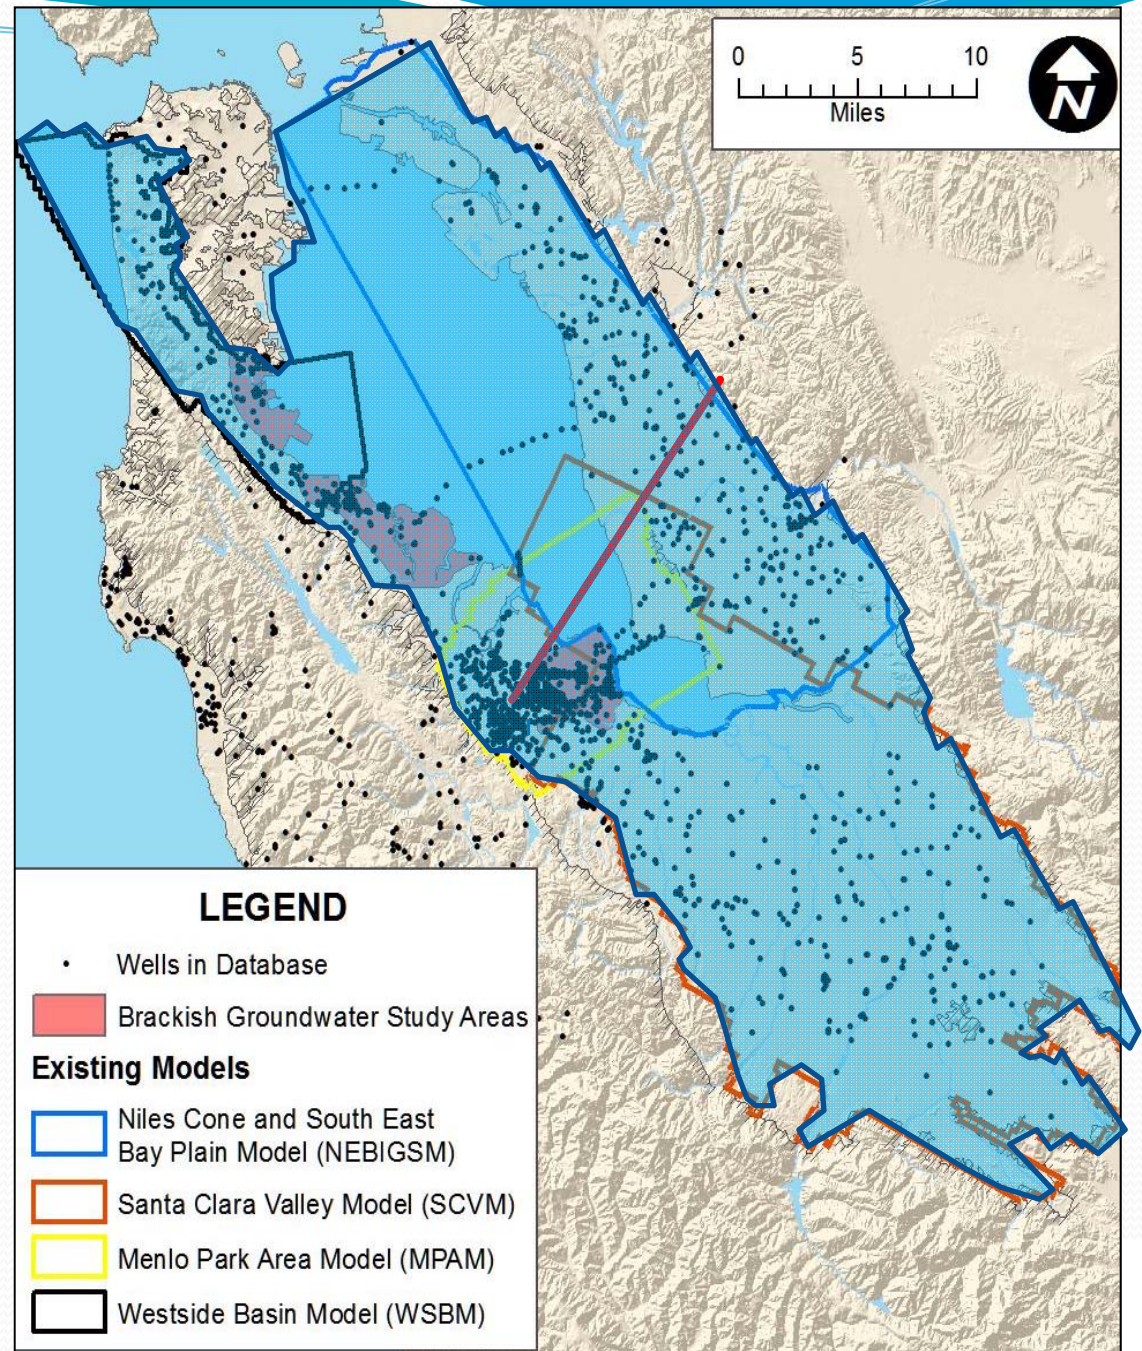 0 5 10
Miles
N
LEGEND
Wells in Database
Brackish Groundwater Study Areas
Existing Models
Niles Cone and South East
Bay Plain Model (NEBIGSM)
Santa Clara Valley Model (SCVM)
Menlo Park Area Model (MPAM)
Westside Basin Model (WSBM)